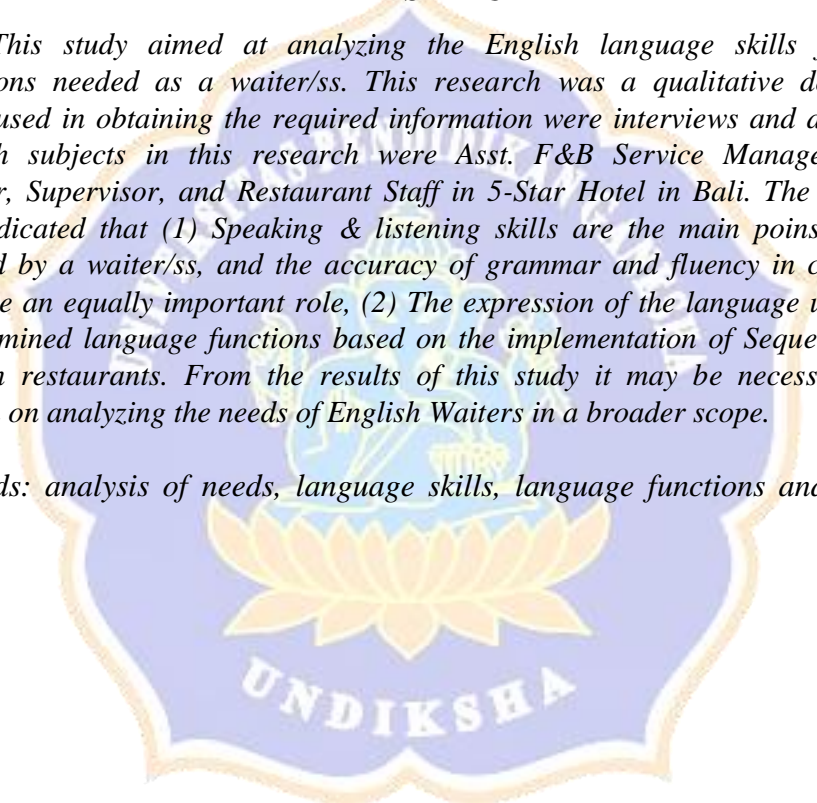 This study aimed at analyzing the English language skills
ons needed as a waiter/ss. This research was a qualitative
used in obtaining the required information were interviews and
h subjects in this research were Asst. F&B Service Manage
r, Supervisor, and Restaurant Staff in 5-Star Hotel in Bali. The
dicated that (1) Speaking & listening skills are the main poins
d by a waiter/ss, and the accuracy of grammar and fluency in
e an equally important role, (2) The expression of the language
mined language functions based on the implementation of Seque
n restaurants. From the results of this study it may be necess
on analyzing the needs of English Waiters in a broader scope.
ds: analysis of needs, language skills, language functions and
UNIVERSITAS PENDIDIKAN GANESHA
UNDIKSHA